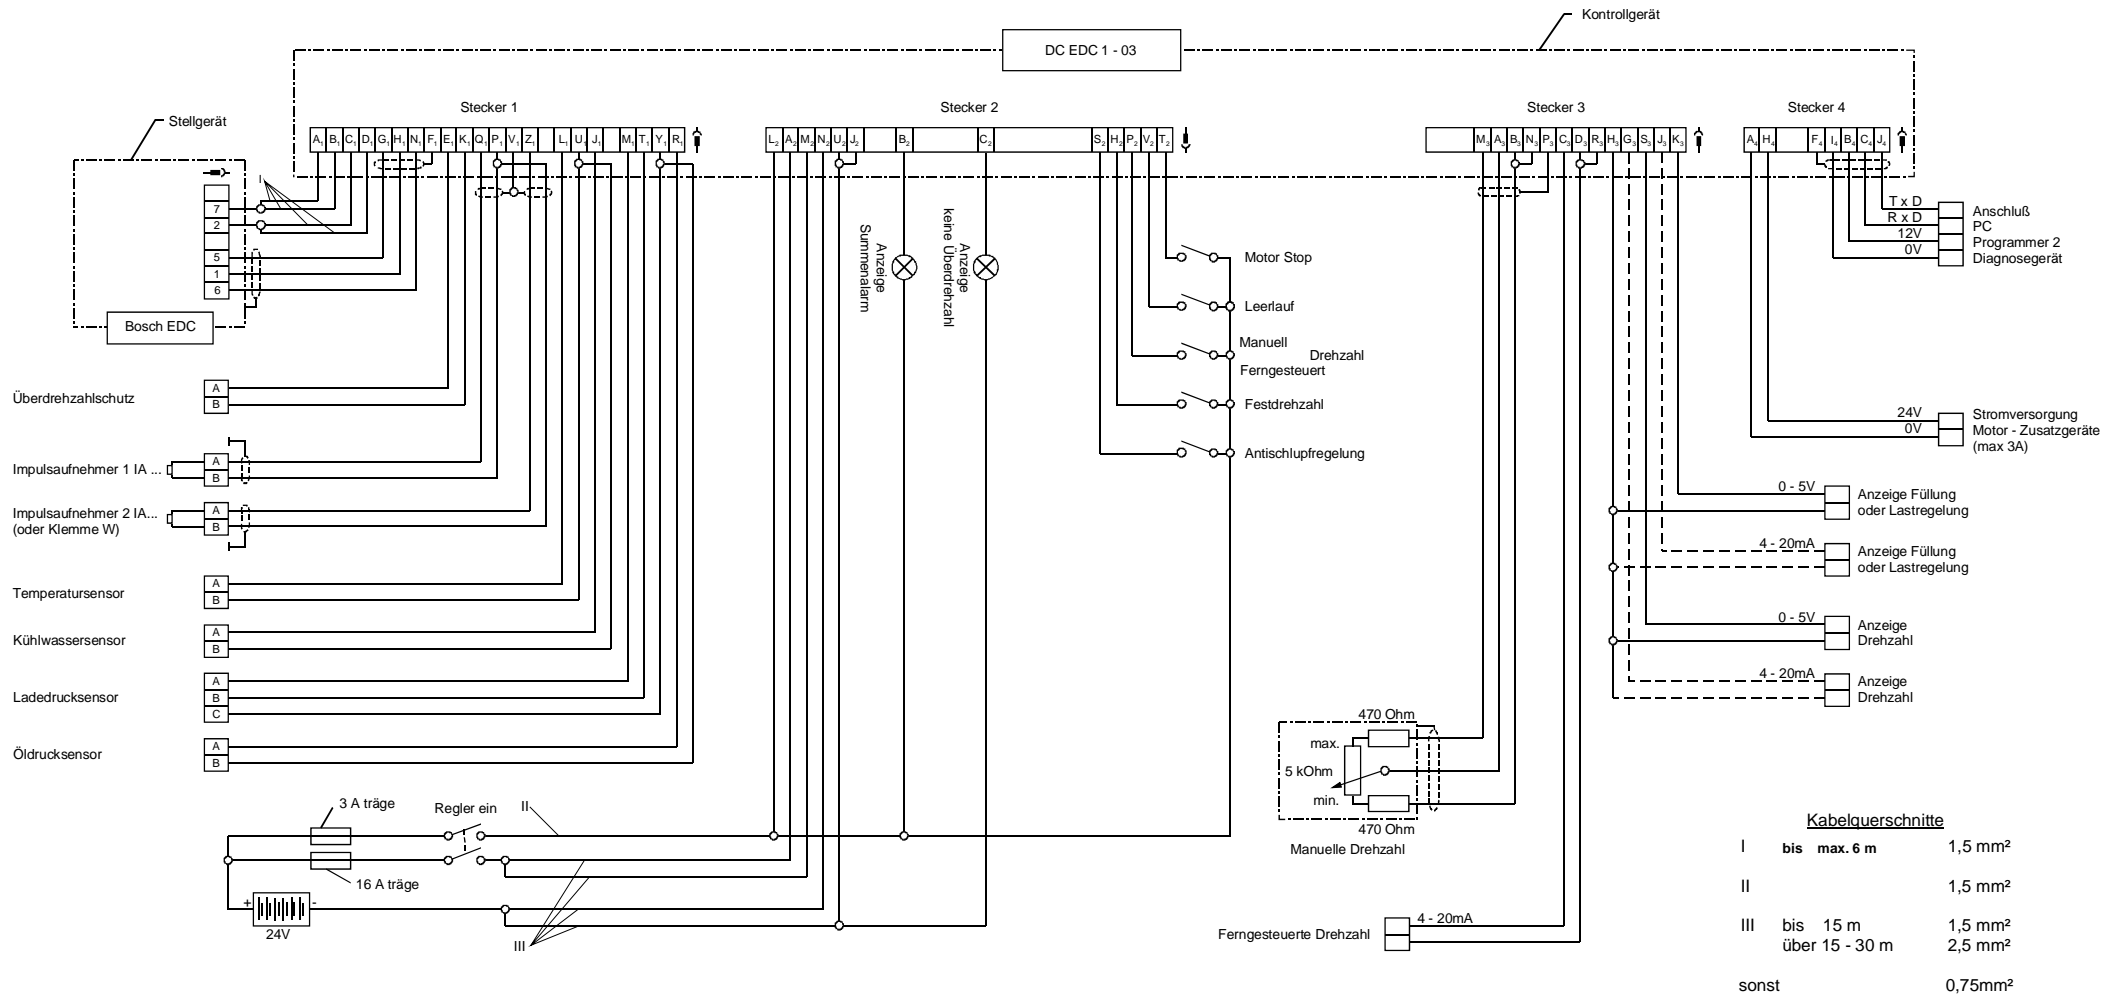 Kontrollgerät
DC EDC 1 - 03
Stecker 1
Stecker 2
Stecker 3
Stecker 4
A₁ B₁ C₁ D₁ G₁ H₁ N₁ F₁ E₁ K₁ Q₁ P₁ V₁ Z₁ L₁ U₁ J₁ M₁ T₁ Y₁ R₁
L₂ A₂ M₂ N₂ U₂ J₂ B₂ C₂ S₂ H₂ P₂ V₂ T₂
M₃ A₃ B₃ N₃ P₃ C₃ D₃ R₃ H₃ G₃ S₃ J₃ K₃
A₄ H₄ F₄ I₄ B₄ C₄ J₄
Stellgerät
I
7
2
5
1
6
Bosch EDC
Überdrehzahlschutz
A
B
Impulsaufnehmer 1 IA ...
A
B
Impulsaufnehmer 2 IA...
(oder Klemme W)
A
B
Temperatursensor
A
B
Kühlwassersensor
A
B
Ladedrucksensor
A
B
C
Öldrucksensor
A
B
3 A träge
Regler ein
II
16 A träge
+
-
24V
III
Anzeige
Summenalarm
Anzeige
keine Überdrehzahl
Motor Stop
Leerlauf
Manuell
Drehzahl
Ferngesteuert
Festdrehzahl
Antischlupfregelung
470 Ohm
max.
5 kOhm
min.
470 Ohm
Manuelle Drehzahl
Ferngesteuerte Drehzahl
4 - 20mA
T x D
R x D
12V
0V
Anschluß
PC
Programmer 2
Diagnosegerät
24V
0V
Stromversorgung
Motor - Zusatzgeräte
(max 3A)
0 - 5V
Anzeige Füllung
oder Lastregelung
4 - 20mA
Anzeige Füllung
oder Lastregelung
0 - 5V
Anzeige
Drehzahl
4 - 20mA
Anzeige
Drehzahl
Kabelquerschnitte
I bis max. 6 m 1,5 mm²
II 1,5 mm²
III bis 15 m 1,5 mm²
über 15 - 30 m 2,5 mm²
sonst 0,75mm²